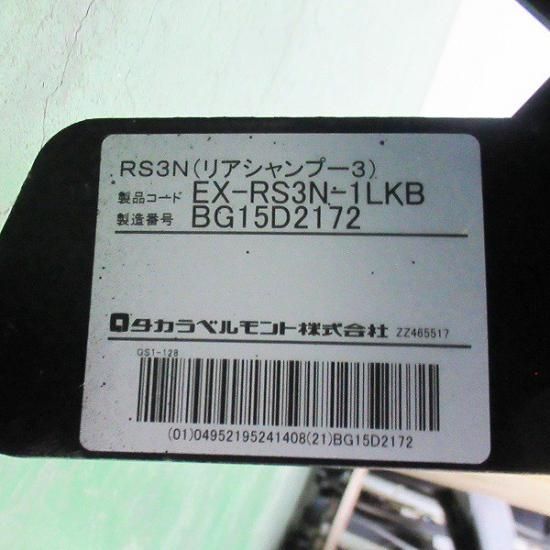 RS3N(リアシャンプー3)
製品コード EX-RS3N-1LKB
製造番号 BG15D2172
タカラベルモント株式会社 ZZ465517
GS1-128
(01)04952195241408(21)BG15D2172